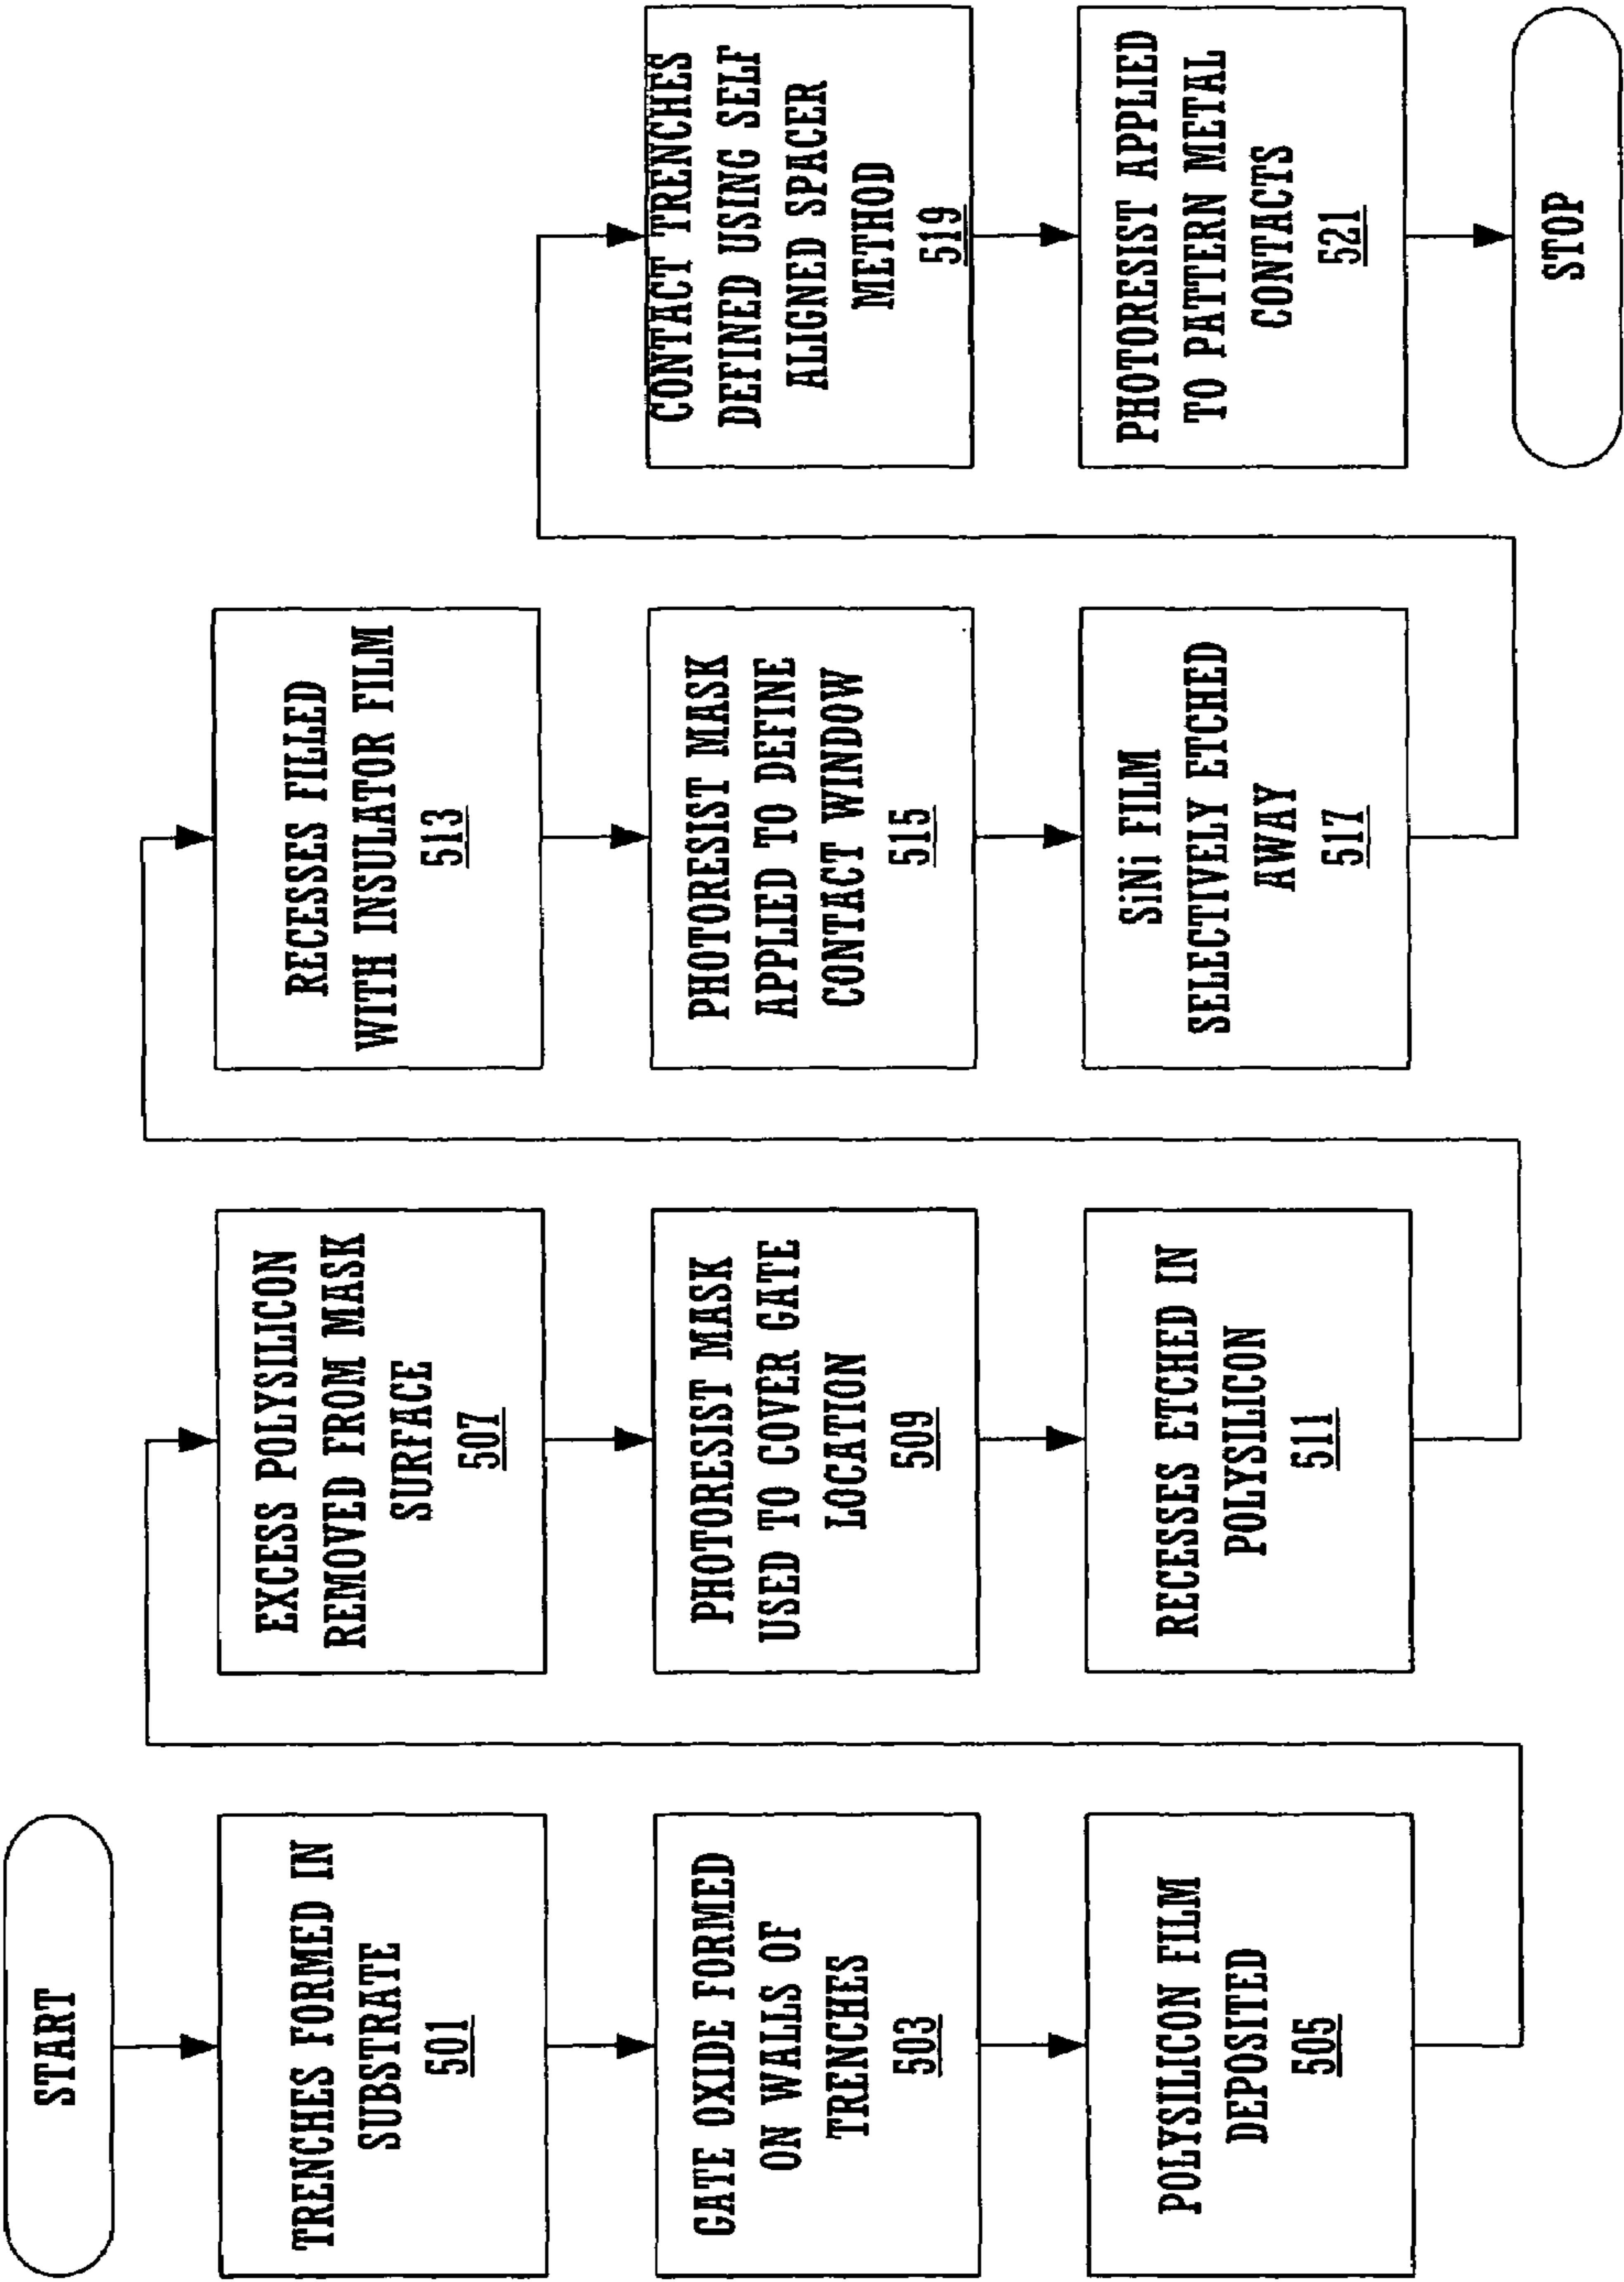 START
TRENCHES FORMED IN
SUBSTRATE
501
GATE OXIDE FORMED
ON WALLS OF
TRENCHES
503
POLYSILICON FILM
DEPOSITED
505
EXCESS POLYSILICON
REMOVED FROM MASK
SURFACE
507
PHOTORESIST MASK
USED TO COVER GATE
LOCATION
509
RECESSES ETCHED IN
POLYSILICON
511
RECESSES FILLED
WITH INSULATOR FILM
513
PHOTORESIST MASK
APPLIED TO DEFINE
CONTACT WINDOW
515
SiNi FILM
SELECTIVELY ETCHED
AWAY
517
CONTACT TRENCHES
DEFINED USING SELF
ALIGNED SPACER
METHOD
519
PHOTORESIST APPLIED
TO PATTERN METAL
CONTACTS
521
STOP